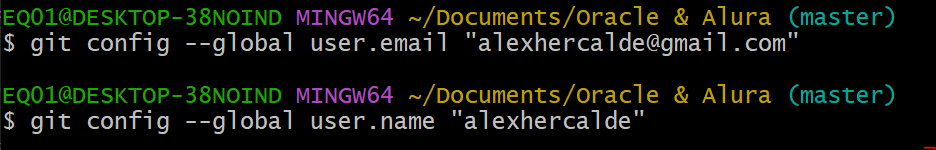 EQ01@DESKTOP-38NOIND MINGW64 ~/Documents/Oracle & Alura (master)
$ git config --global user.email "alexhercalde@gmail.com"
EQ01@DESKTOP-38NOIND MINGW64 ~/Documents/Oracle & Alura (master)
$ git config --global user.name "alexhercalde"